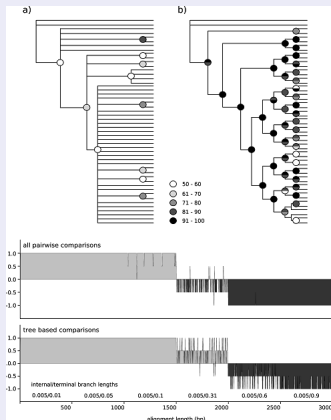 a)
b)
50 - 60
61 - 70
71 - 80
81 - 90
91 - 100
all pairwise comparisons
1.0
0.5
0.0
-0.5
-1.0
tree based comparisons
1.0
0.5
0.0
-0.5
-1.0
internal/terminal branch lengths
0.005/0.01 0.005/0.05 0.005/0.1 0.005/0.31 0.005/0.6 0.005/0.9
500 1000 1500 2000 2500 3000
alignment length (bp)